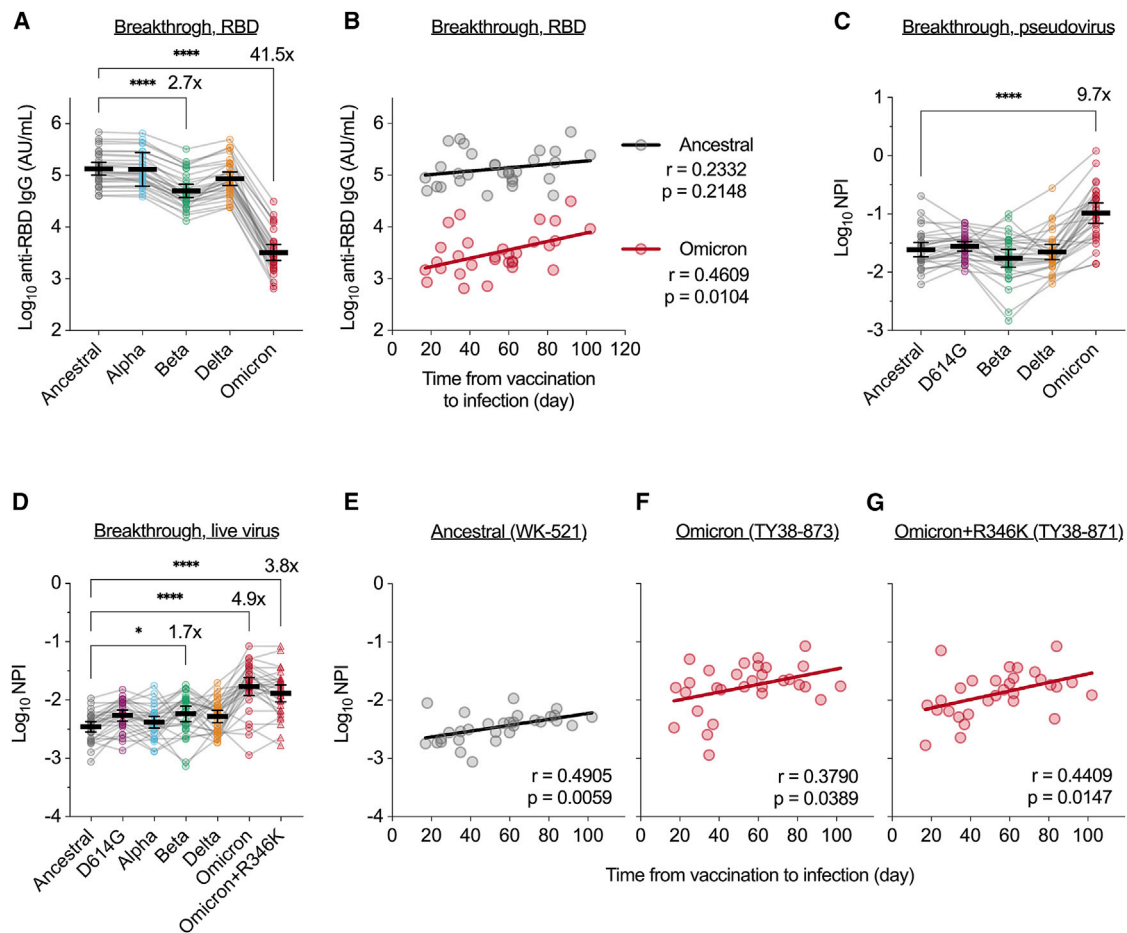 A
Breakthrogh, RBD
**** 41.5x
**** 2.7x
Log10 anti-RBD IgG (AU/mL)
6
5
4
3
2
Ancestral
Alpha
Beta
Delta
Omicron
B
Breakthrough, RBD
Log10 anti-RBD IgG (AU/mL)
6
5
4
3
2
0 20 40 60 80 100 120
Time from vaccination
to infection (day)
Ancestral
r = 0.2332
p = 0.2148
Omicron
r = 0.4609
p = 0.0104
C
Breakthrough, pseudovirus
**** 9.7x
Log10 NPI
1
0
-1
-2
-3
Ancestral
D614G
Beta
Delta
Omicron
D
Breakthrough, live virus
**** 3.8x
**** 4.9x
* 1.7x
Log10 NPI
0
-1
-2
-3
-4
Ancestral
D614G
Alpha
Beta
Delta
Omicron
Omicron+R346K
E
Ancestral (WK-521)
Log10 NPI
0
-1
-2
-3
-4
r = 0.4905
p = 0.0059
0 20 40 60 80 100
F
Omicron (TY38-873)
r = 0.3790
p = 0.0389
0 20 40 60 80 100
G
Omicron+R346K (TY38-871)
r = 0.4409
p = 0.0147
0 20 40 60 80 100
Time from vaccination to infection (day)